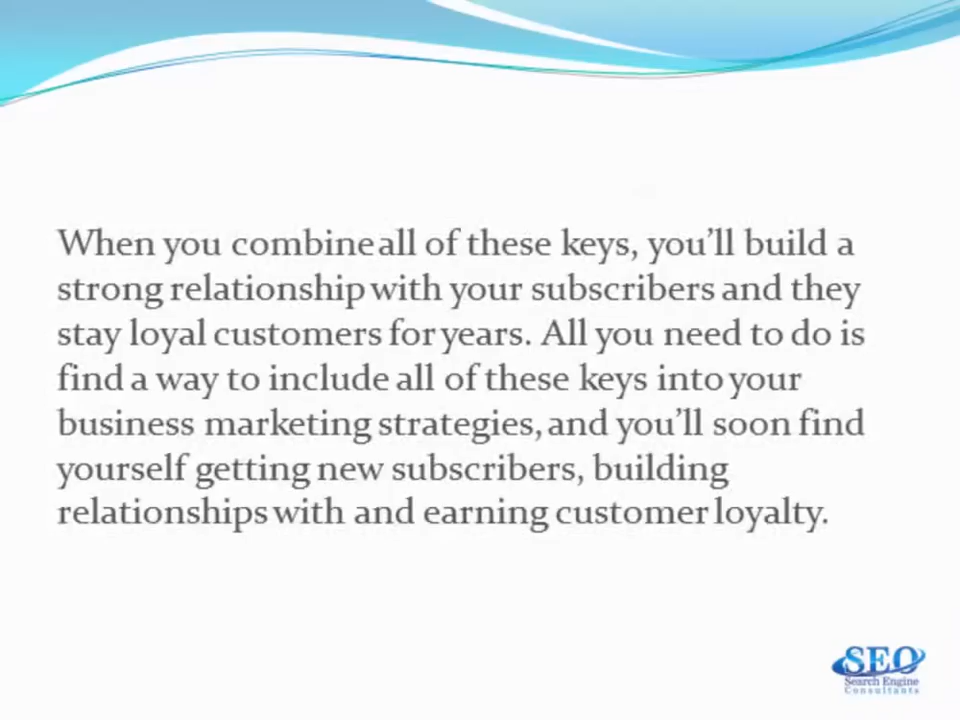 When you combine all of these keys, you’ll build a
strong relationship with your subscribers and they
stay loyal customers for years. All you need to do is
find a way to include all of these keys into your
business marketing strategies, and you’ll soon find
yourself getting new subscribers, building
relationships with and earning customer loyalty.
SEO
Search Engine
Consultants